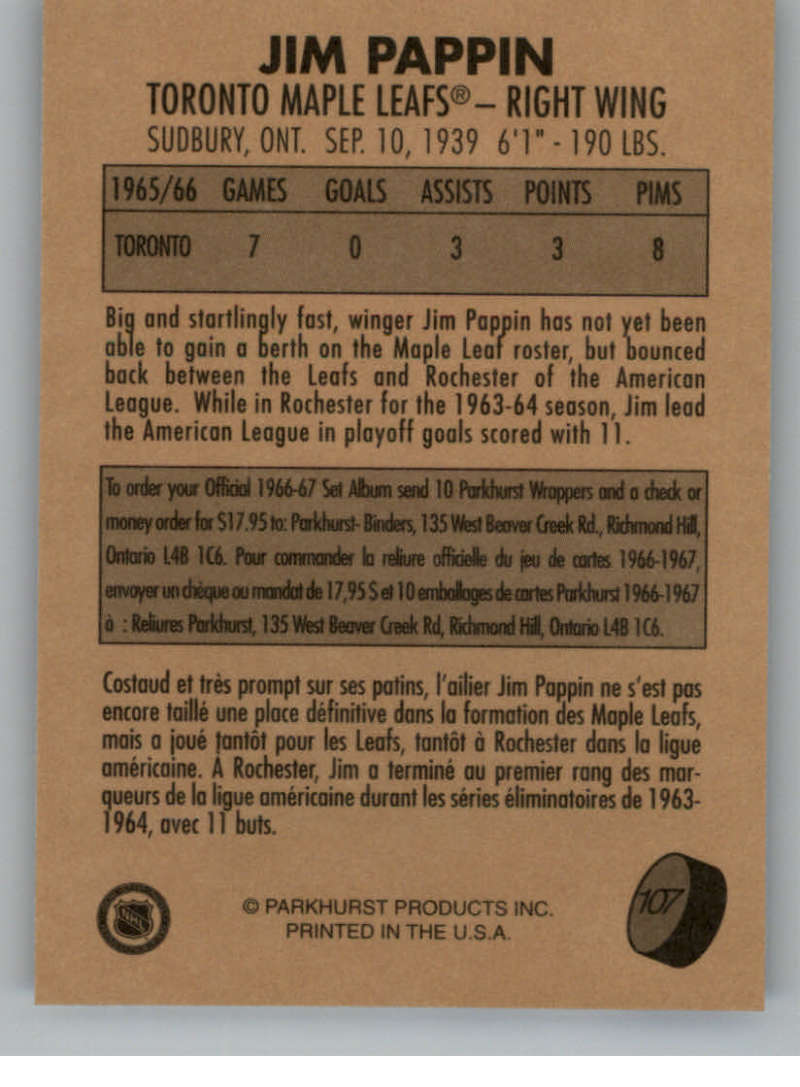 JIM PAPPIN
TORONTO MAPLE LEAFS® – RIGHT WING
SUDBURY, ONT. SEP. 10, 1939 6'1" - 190 LBS.
1965/66 GAMES GOALS ASSISTS POINTS PIMS
TORONTO 7 0 3 3 8
Big and startlingly fast, winger Jim Pappin has not yet been
able to gain a berth on the Maple Leaf roster, but bounced
back between the Leafs and Rochester of the American
League. While in Rochester for the 1963-64 season, Jim lead
the American League in playoff goals scored with 11.
To order your Official 1966-67 Set Album send 10 Parkhurst Wrappers and a check or
money order for $17.95 to: Parkhurst- Binders, 135 West Beaver Creek Rd., Richmond Hill,
Ontario L4B 1C6. Pour commander la reliure officielle du jeu de cartes 1966-1967,
envoyer un chèque ou mandat de 17,95 $ et 10 emballages de cartes Parkhurst 1966-1967
à : Reliures Parkhurst, 135 West Beaver Creek Rd, Richmond Hill, Ontario L4B 1C6.
Costaud et très prompt sur ses patins, l'ailier Jim Pappin ne s'est pas
encore taillé une place définitive dans la formation des Maple Leafs,
mais a joué tantôt pour les Leafs, tantôt à Rochester dans la ligue
américaine. À Rochester, Jim a terminé au premier rang des mar-
queurs de la ligue américaine durant les séries éliminatoires de 1963-
1964, avec 11 buts.
NHL
© PARKHURST PRODUCTS INC.
PRINTED IN THE U.S.A.
107